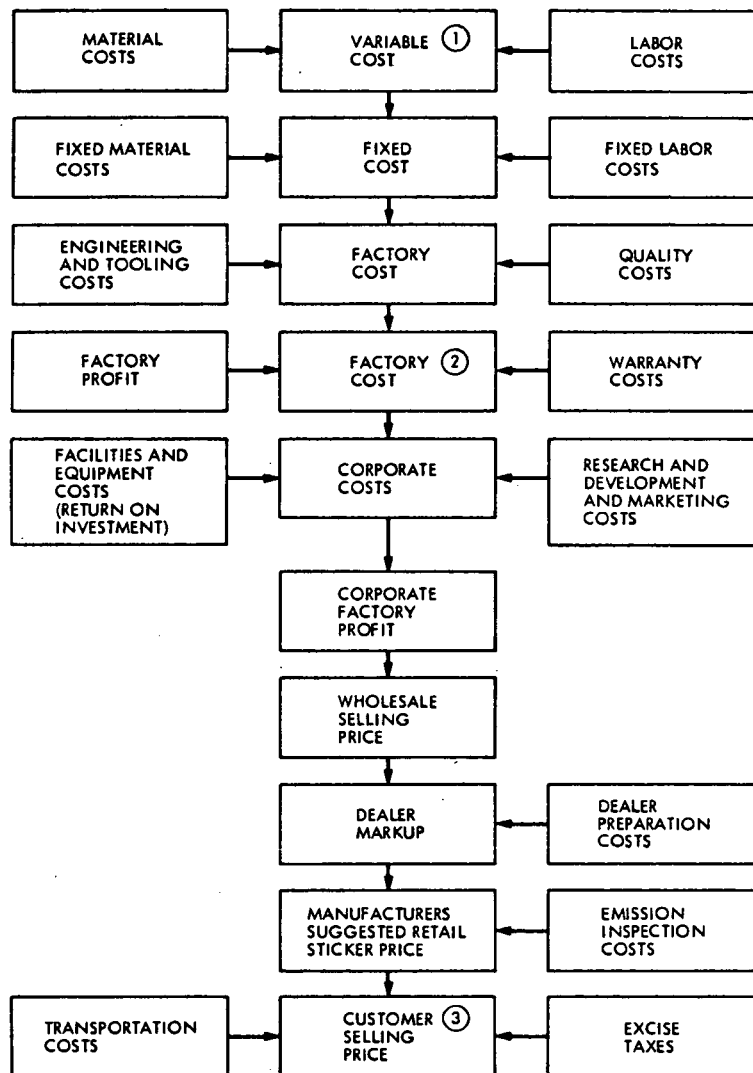 MATERIAL
COSTS
VARIABLE
COST
1
LABOR
COSTS
FIXED MATERIAL
COSTS
FIXED
COST
FIXED LABOR
COSTS
ENGINEERING
AND TOOLING
COSTS
FACTORY
COST
QUALITY
COSTS
FACTORY
PROFIT
FACTORY
COST
2
WARRANTY
COSTS
FACILITIES AND
EQUIPMENT
COSTS
(RETURN ON
INVESTMENT)
CORPORATE
COSTS
RESEARCH AND
DEVELOPMENT
AND MARKETING
COSTS
CORPORATE
FACTORY
PROFIT
WHOLESALE
SELLING
PRICE
DEALER
MARKUP
DEALER
PREPARATION
COSTS
MANUFACTURERS
SUGGESTED RETAIL
STICKER PRICE
EMISSION
INSPECTION
COSTS
TRANSPORTATION
COSTS
CUSTOMER
SELLING
PRICE
3
EXCISE
TAXES